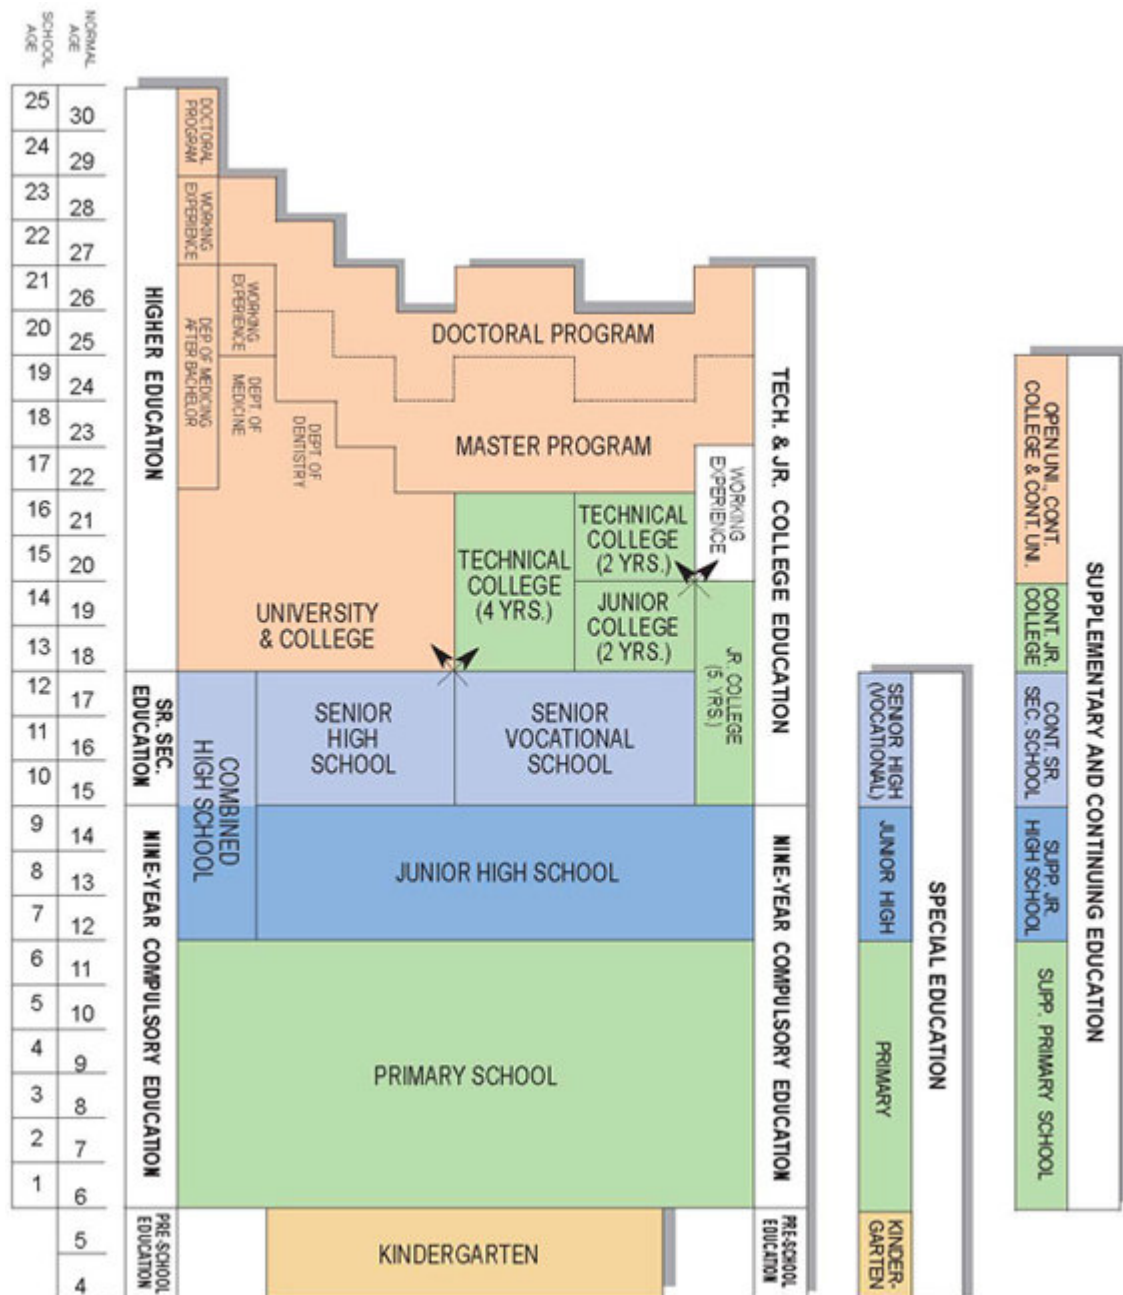 SCHOOL
AGE
NORMAL
AGE
25
24
23
22
21
20
19
18
17
16
15
14
13
12
11
10
9
8
7
6
5
4
3
2
1
30
29
28
27
26
25
24
23
22
21
20
19
18
17
16
15
14
13
12
11
10
9
8
7
6
5
4
HIGHER EDUCATION
SR. SEC.
EDUCATION
NINE-YEAR COMPULSORY EDUCATION
PRE-SCHOOL
EDUCATION
DOCTORAL
PROGRAM
WORKING
EXPERIENCE
DEP. OF MEDICING
AFTER BACHELOR
WORKING
EXPERIENCE
DEPT. OF
MEDICINE
DEPT. OF
DENTISTRY
DOCTORAL PROGRAM
MASTER PROGRAM
UNIVERSITY
& COLLEGE
TECHNICAL
COLLEGE
(4 YRS.)
TECHNICAL
COLLEGE
(2 YRS.)
JUNIOR
COLLEGE
(2 YRS.)
WORKING
EXPERIENCE
JR. COLLEGE
(5. YRS.)
COMBINED
HIGH SCHOOL
SENIOR
HIGH
SCHOOL
SENIOR
VOCATIONAL
SCHOOL
JUNIOR HIGH SCHOOL
PRIMARY SCHOOL
KINDERGARTEN
TECH. & JR. COLLEGE EDUCATION
NINE-YEAR COMPULSORY EDUCATION
PRE-SCHOOL
EDUCATION
SENIOR HIGH
(VOCATIONAL)
JUNIOR HIGH
PRIMARY
KINDER-
GARTEN
SPECIAL EDUCATION
OPEN UNI., CONT.
COLLEGE & CONT. UNI.
CONT. JR.
COLLEGE
CONT. SR.
SEC. SCHOOL
SUPP. JR.
HIGH SCHOOL
SUPP. PRIMARY SCHOOL
SUPPLEMENTARY AND CONTINUING EDUCATION